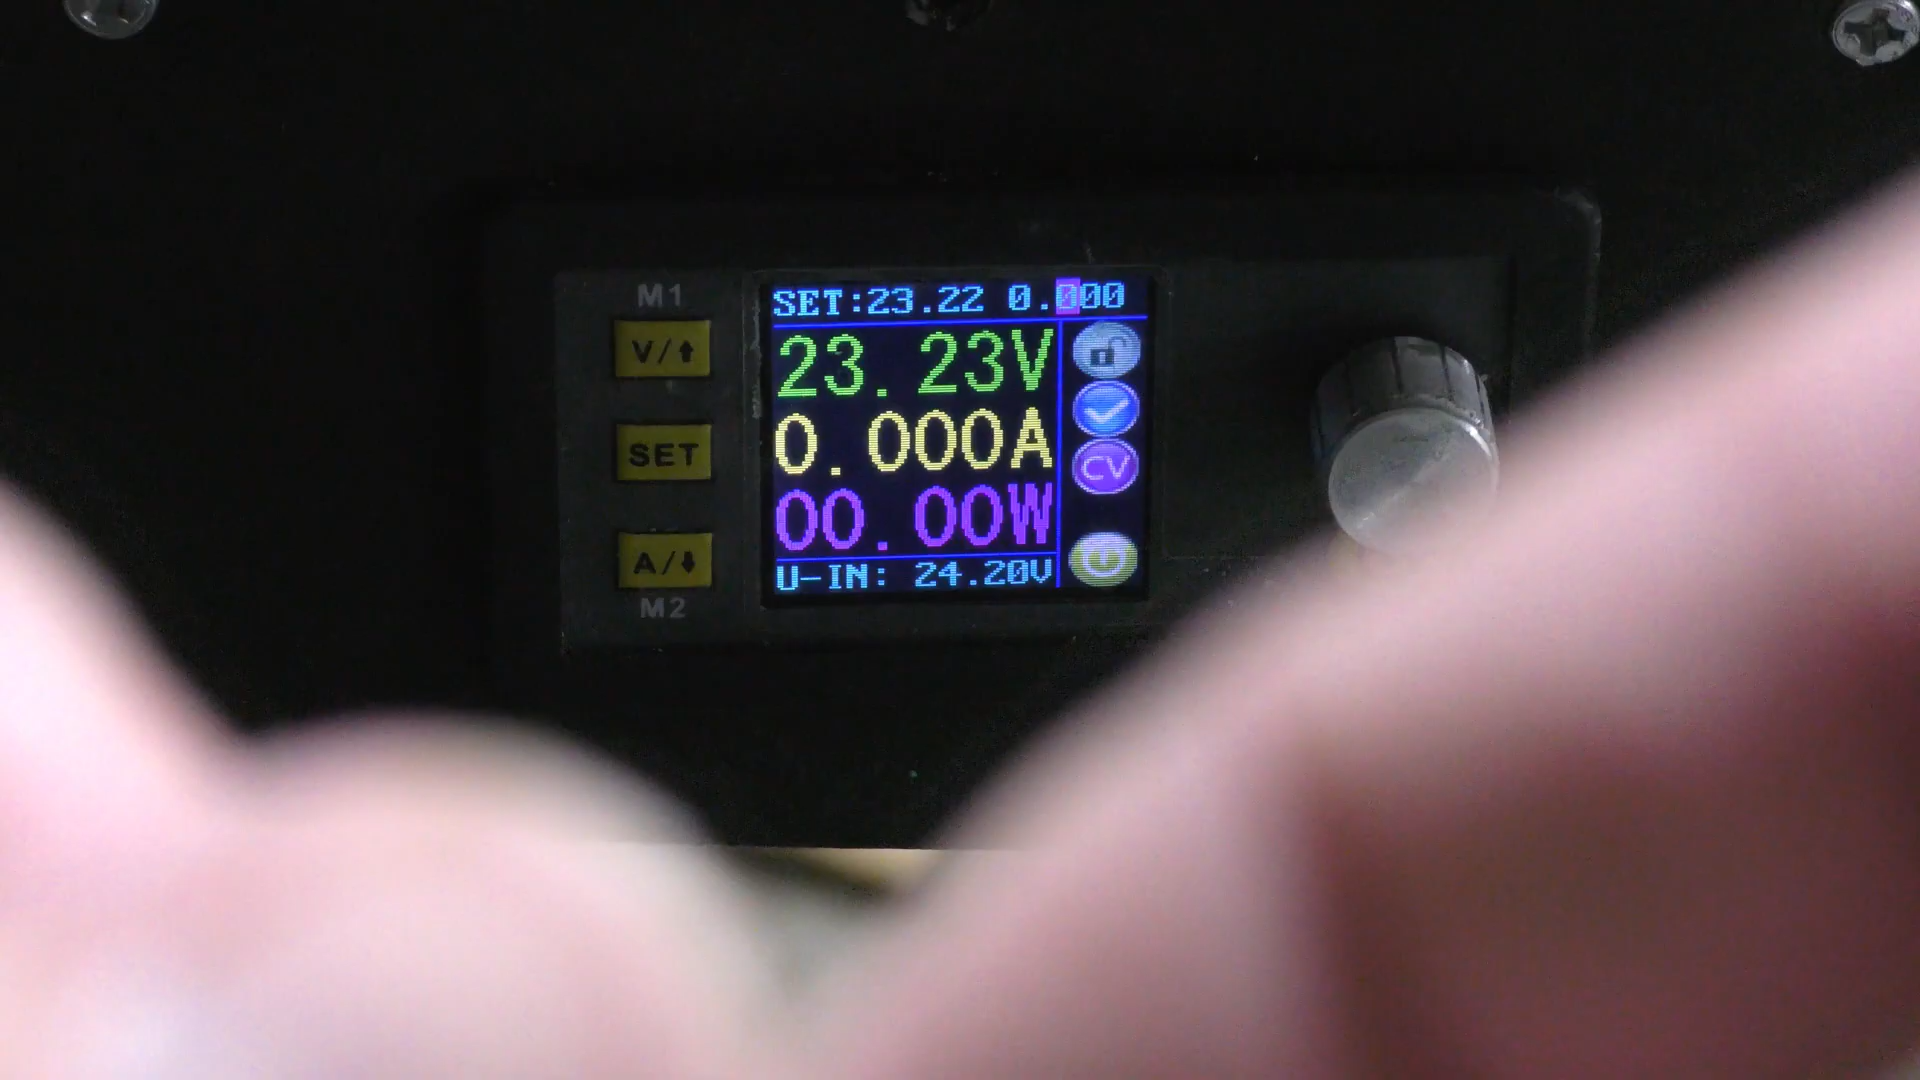 M1
V/⬆
SET
A/⬇
M2
SET:23.22 0.000
23.23V
0.000A
CV
00.00W
U-IN: 24.20V